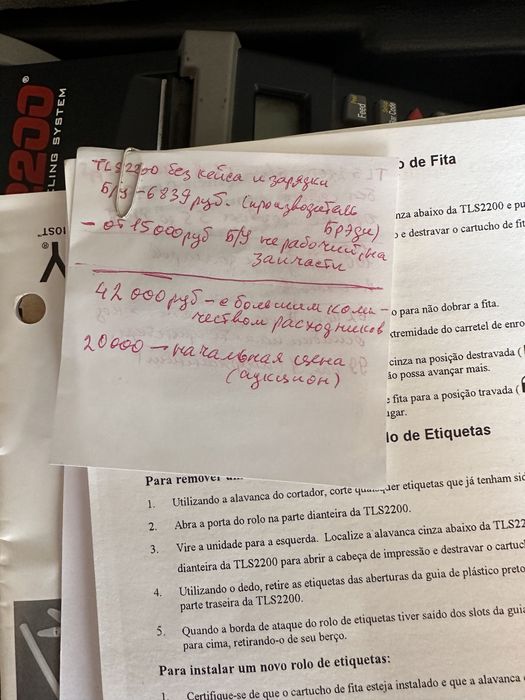 2200®
LING SYSTEM
Feed
TLS2200 без кейса и зарядки
Б/у - 6839 руб. (производитель
Брэди)
- от 15000 руб Б/у не рабочий (на
запчасти
42 000 руб - с большим коли-
чеством расходников
20000 - начальная цена
(аукцион)
o de Fita
nza abaixo da TLS2200 e pu
o e destravar o cartucho de fit
o para não dobrar a fita.
xtremidade do carretel de enro
cinza na posição destravada (
ão possa avançar mais.
e fita para a posição travada (
ugar.
lo de Etiquetas
Para remover
1. Utilizando a alavanca do cortador, corte quaisquer etiquetas que já tenham sid
2. Abra a porta do rolo na parte dianteira da TLS2200.
3. Vire a unidade para a esquerda. Localize a alavanca cinza abaixo da TLS22
dianteira da TLS2200 para abrir a cabeça de impressão e destravar o cartuch
4. Utilizando o dedo, retire as etiquetas das aberturas da guia de plástico preto
parte traseira da TLS2200.
5. Quando a borda de ataque do rolo de etiquetas tiver saido dos slots da guia
para cima, retirando-o de seu berço.
Para instalar um novo rolo de etiquetas:
1. Certifique-se de que o cartucho de fita esteja instalado e que a alavanca d